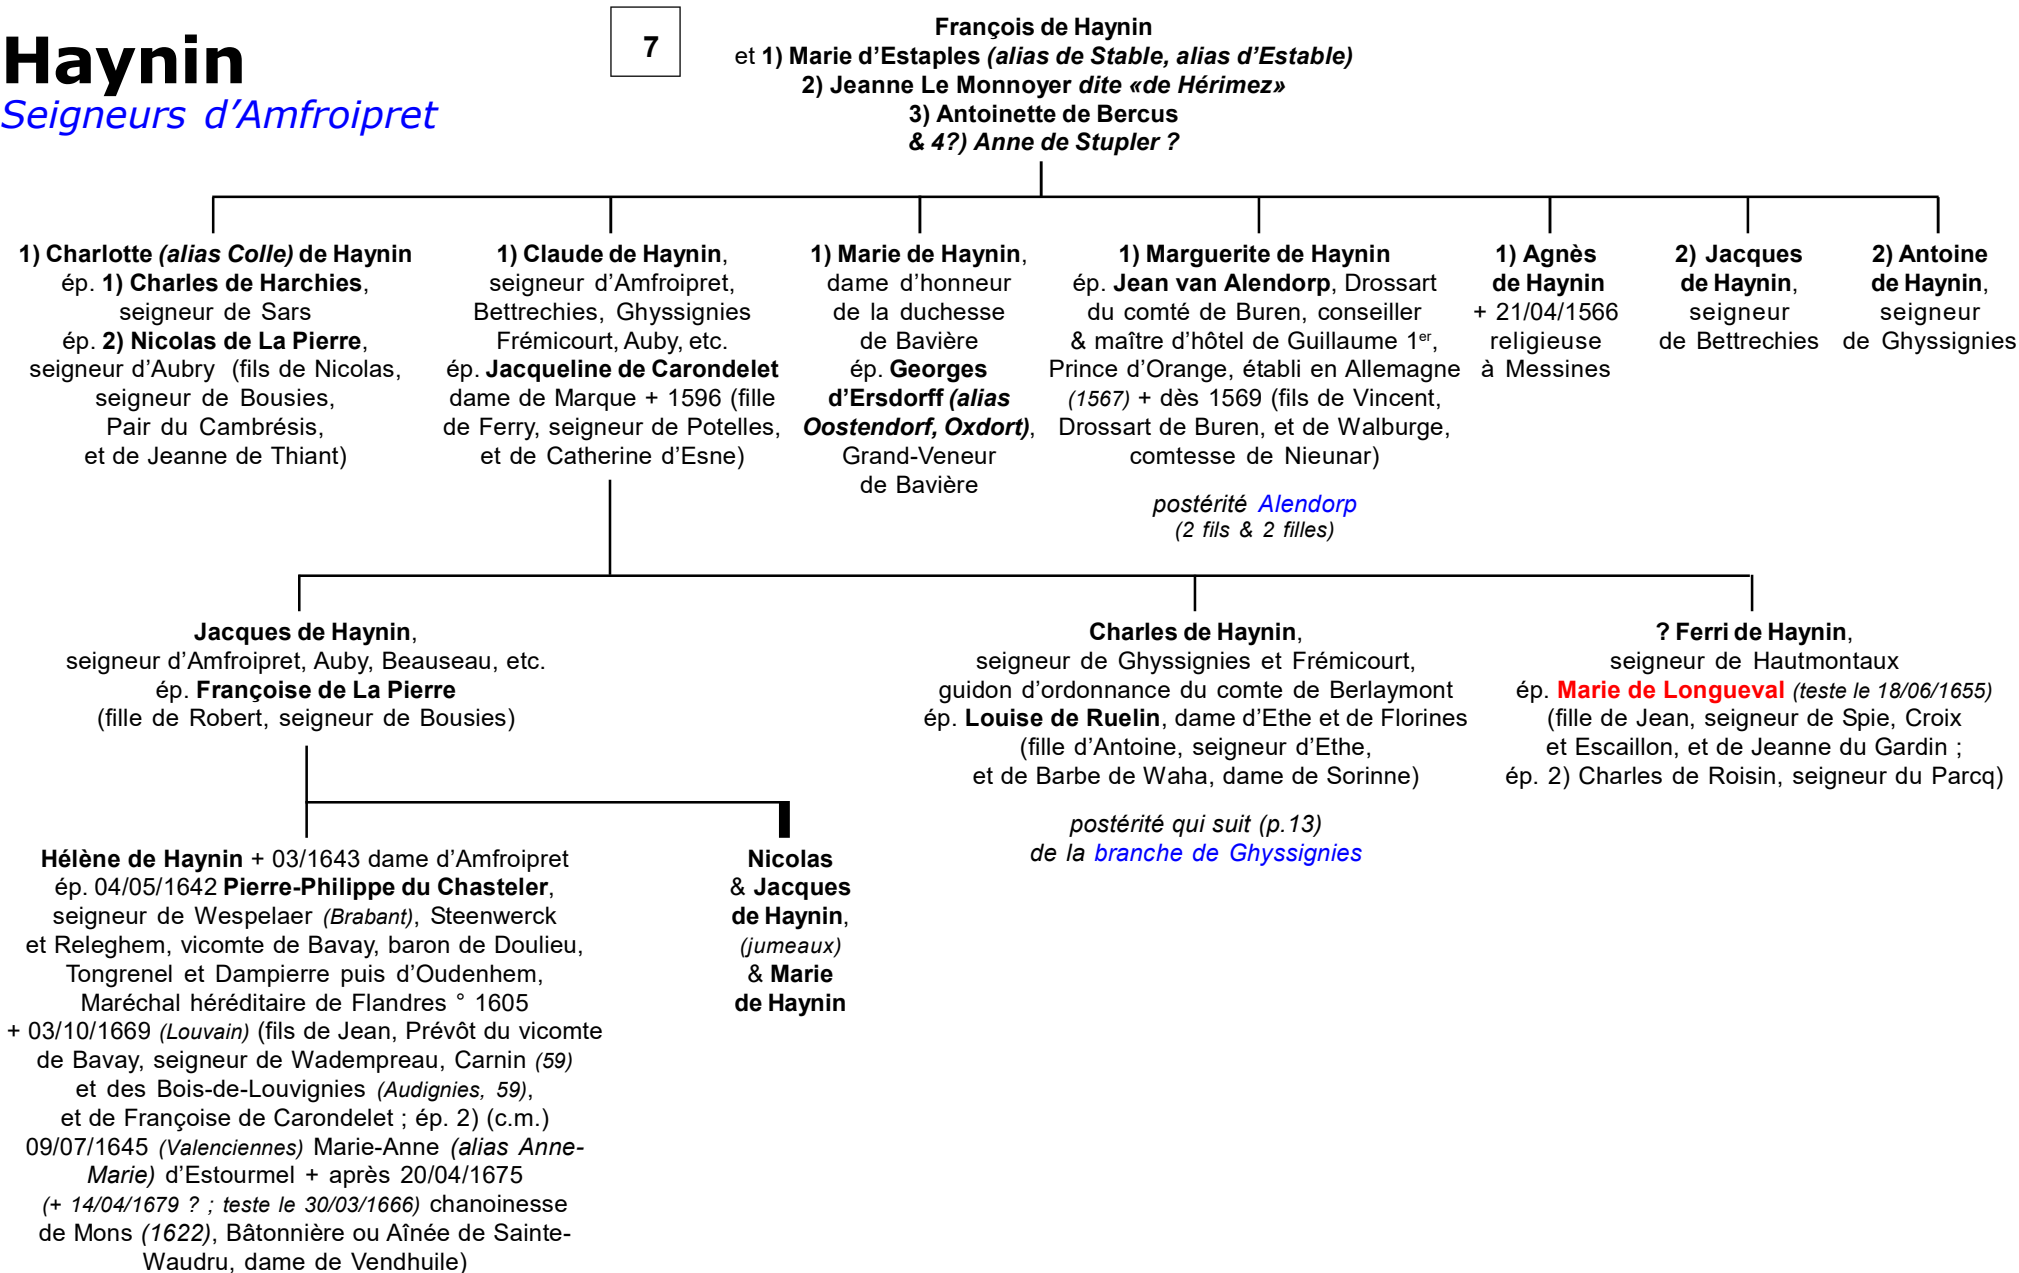 Haynin
Seigneurs d'Amfroipret
7
François de Haynin
et 1) Marie d'Estaples (alias de Stable, alias d'Estable)
2) Jeanne Le Monnoyer dite «de Hérimez»
3) Antoinette de Bercus
& 4?) Anne de Stupler ?
1) Charlotte (alias Colle) de Haynin
ép. 1) Charles de Harchies,
seigneur de Sars
ép. 2) Nicolas de La Pierre,
seigneur d'Aubry (fils de Nicolas,
seigneur de Bousies,
Pair du Cambrésis,
et de Jeanne de Thiant)
1) Claude de Haynin,
seigneur d'Amfroipret,
Bettrechies, Ghyssignies
Frémicourt, Auby, etc.
ép. Jacqueline de Carondelet
dame de Marque + 1596 (fille
de Ferry, seigneur de Potelles,
et de Catherine d'Esne)
1) Marie de Haynin,
dame d'honneur
de la duchesse
de Bavière
ép. Georges
d'Ersdorff (alias
Oostendorf, Oxdort),
Grand-Veneur
de Bavière
1) Marguerite de Haynin
ép. Jean van Alendorp, Drossart
du comté de Buren, conseiller
& maître d'hôtel de Guillaume 1er,
Prince d'Orange, établi en Allemagne
(1567) + dès 1569 (fils de Vincent,
Drossart de Buren, et de Walburge,
comtesse de Nieunar)
postérité Alendorp
(2 fils & 2 filles)
1) Agnès
de Haynin
+ 21/04/1566
religieuse
à Messines
2) Jacques
de Haynin,
seigneur
de Bettrechies
2) Antoine
de Haynin,
seigneur
de Ghyssignies
Jacques de Haynin,
seigneur d'Amfroipret, Auby, Beauseau, etc.
ép. Françoise de La Pierre
(fille de Robert, seigneur de Bousies)
Charles de Haynin,
seigneur de Ghyssignies et Frémicourt,
guidon d'ordonnance du comte de Berlaymont
ép. Louise de Ruelin, dame d'Ethe et de Florines
(fille d'Antoine, seigneur d'Ethe,
et de Barbe de Waha, dame de Sorinne)
postérité qui suit (p.13)
de la branche de Ghyssignies
? Ferri de Haynin,
seigneur de Hautmontaux
ép. Marie de Longueval (teste le 18/06/1655)
(fille de Jean, seigneur de Spie, Croix
et Escaillon, et de Jeanne du Gardin ;
ép. 2) Charles de Roisin, seigneur du Parcq)
Hélène de Haynin + 03/1643 dame d'Amfroipret
ép. 04/05/1642 Pierre-Philippe du Chasteler,
seigneur de Wespelaer (Brabant), Steenwerck
et Releghem, vicomte de Bavay, baron de Doulieu,
Tongrenel et Dampierre puis d'Oudenhem,
Maréchal héréditaire de Flandres ° 1605
+ 03/10/1669 (Louvain) (fils de Jean, Prévôt du vicomte
de Bavay, seigneur de Wadempreau, Carnin (59)
et des Bois-de-Louvignies (Audignies, 59),
et de Françoise de Carondelet ; ép. 2) (c.m.)
09/07/1645 (Valenciennes) Marie-Anne (alias Anne-
Marie) d'Estourmel + après 20/04/1675
(+ 14/04/1679 ? ; teste le 30/03/1666) chanoinesse
de Mons (1622), Bâtonnière ou Aînée de Sainte-
Waudru, dame de Vendhuile)
Nicolas
& Jacques
de Haynin,
(jumeaux)
& Marie
de Haynin